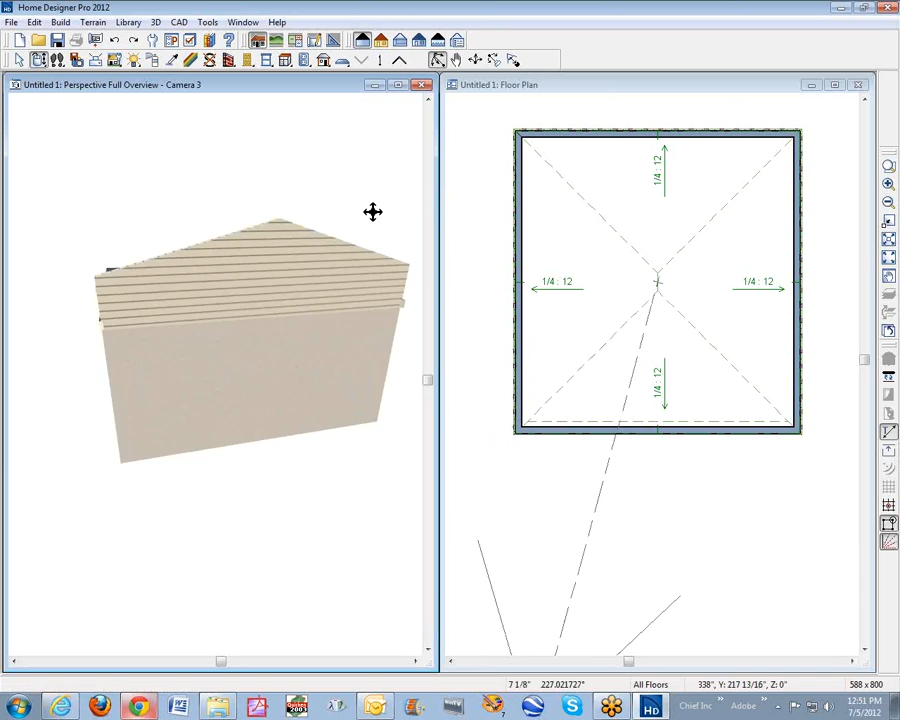 Home Designer Pro 2012
File Edit Build Terrain Library 3D CAD Tools Window Help
Untitled 1: Perspective Full Overview - Camera 3
Untitled 1: Floor Plan
1/4 : 12
1/4 : 12
1/4 : 12
1/4 : 12
7 1/8" 227.021727° All Floors 338", Y: 217 13/16", Z: 0" 588 x 800
Chief Inc
Adobe
12:51 PM
7/5/2012